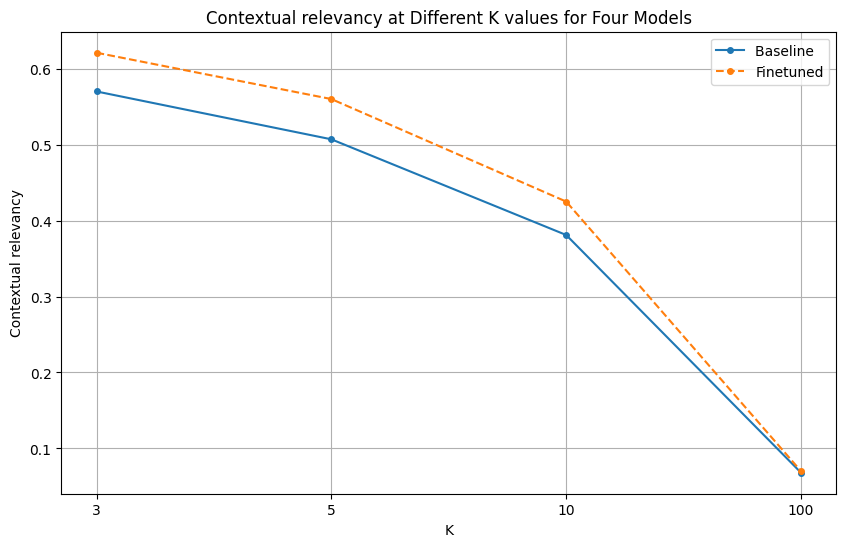 Contextual relevancy at Different K values for Four Models
Baseline
Finetuned
Contextual relevancy
0.6
0.5
0.4
0.3
0.2
0.1
3
5
10
100
K